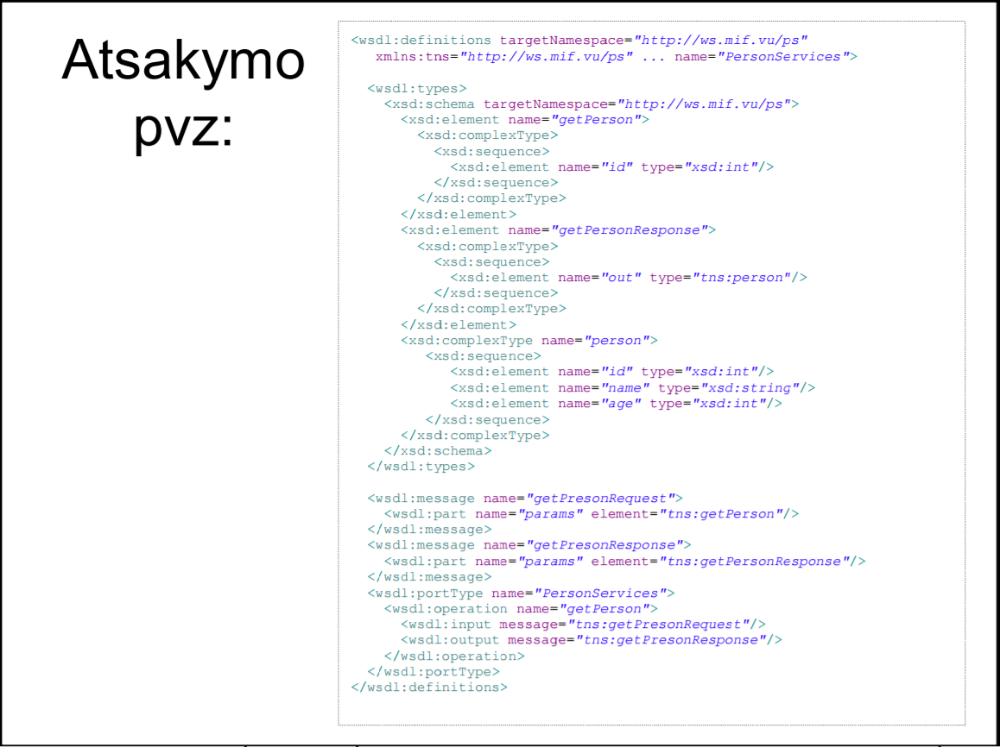 Atsakymo
pvz:
<wsdl:definitions targetNamespace="http://ws.mif.vu/ps"
xmlns:tns="http://ws.mif.vu/ps" ... name="PersonServices">
<wsdl:types>
<xsd:schema targetNamespace="http://ws.mif.vu/ps">
<xsd:element name="getPerson">
<xsd:complexType>
<xsd:sequence>
<xsd:element name="id" type="xsd:int"/>
</xsd:sequence>
</xsd:complexType>
</xsd:element>
<xsd:element name="getPersonResponse">
<xsd:complexType>
<xsd:sequence>
<xsd:element name="out" type="tns:person"/>
</xsd:sequence>
</xsd:complexType>
</xsd:element>
<xsd:complexType name="person">
<xsd:sequence>
<xsd:element name="id" type="xsd:int"/>
<xsd:element name="name" type="xsd:string"/>
<xsd:element name="age" type="xsd:int"/>
</xsd:sequence>
</xsd:complexType>
</xsd:schema>
</wsdl:types>
<wsdl:message name="getPresonRequest">
<wsdl:part name="params" element="tns:getPerson"/>
</wsdl:message>
<wsdl:message name="getPresonResponse">
<wsdl:part name="params" element="tns:getPersonResponse"/>
</wsdl:message>
<wsdl:portType name="PersonServices">
<wsdl:operation name="getPerson">
<wsdl:input message="tns:getPresonRequest"/>
<wsdl:output message="tns:getPresonResponse"/>
</wsdl:operation>
</wsdl:portType>
</wsdl:definitions>